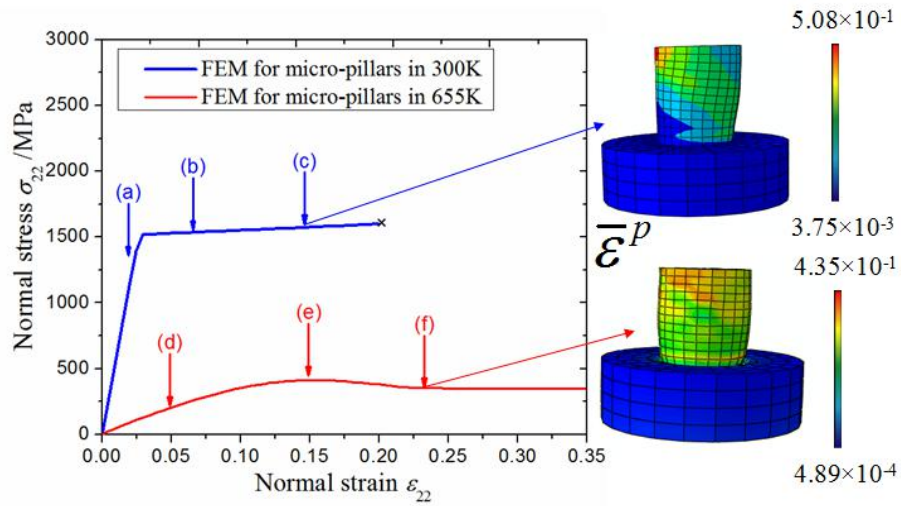 3000
2500
2000
1500
1000
500
0
Normal stress σ22 /MPa
FEM for micro-pillars in 300K
FEM for micro-pillars in 655K
(a)
(b)
(c)
(d)
(e)
(f)
0.00 0.05 0.10 0.15 0.20 0.25 0.30 0.35
Normal strain ε22
5.08×10⁻¹
3.75×10⁻³
ε̅ᵖ
4.35×10⁻¹
4.89×10⁻⁴